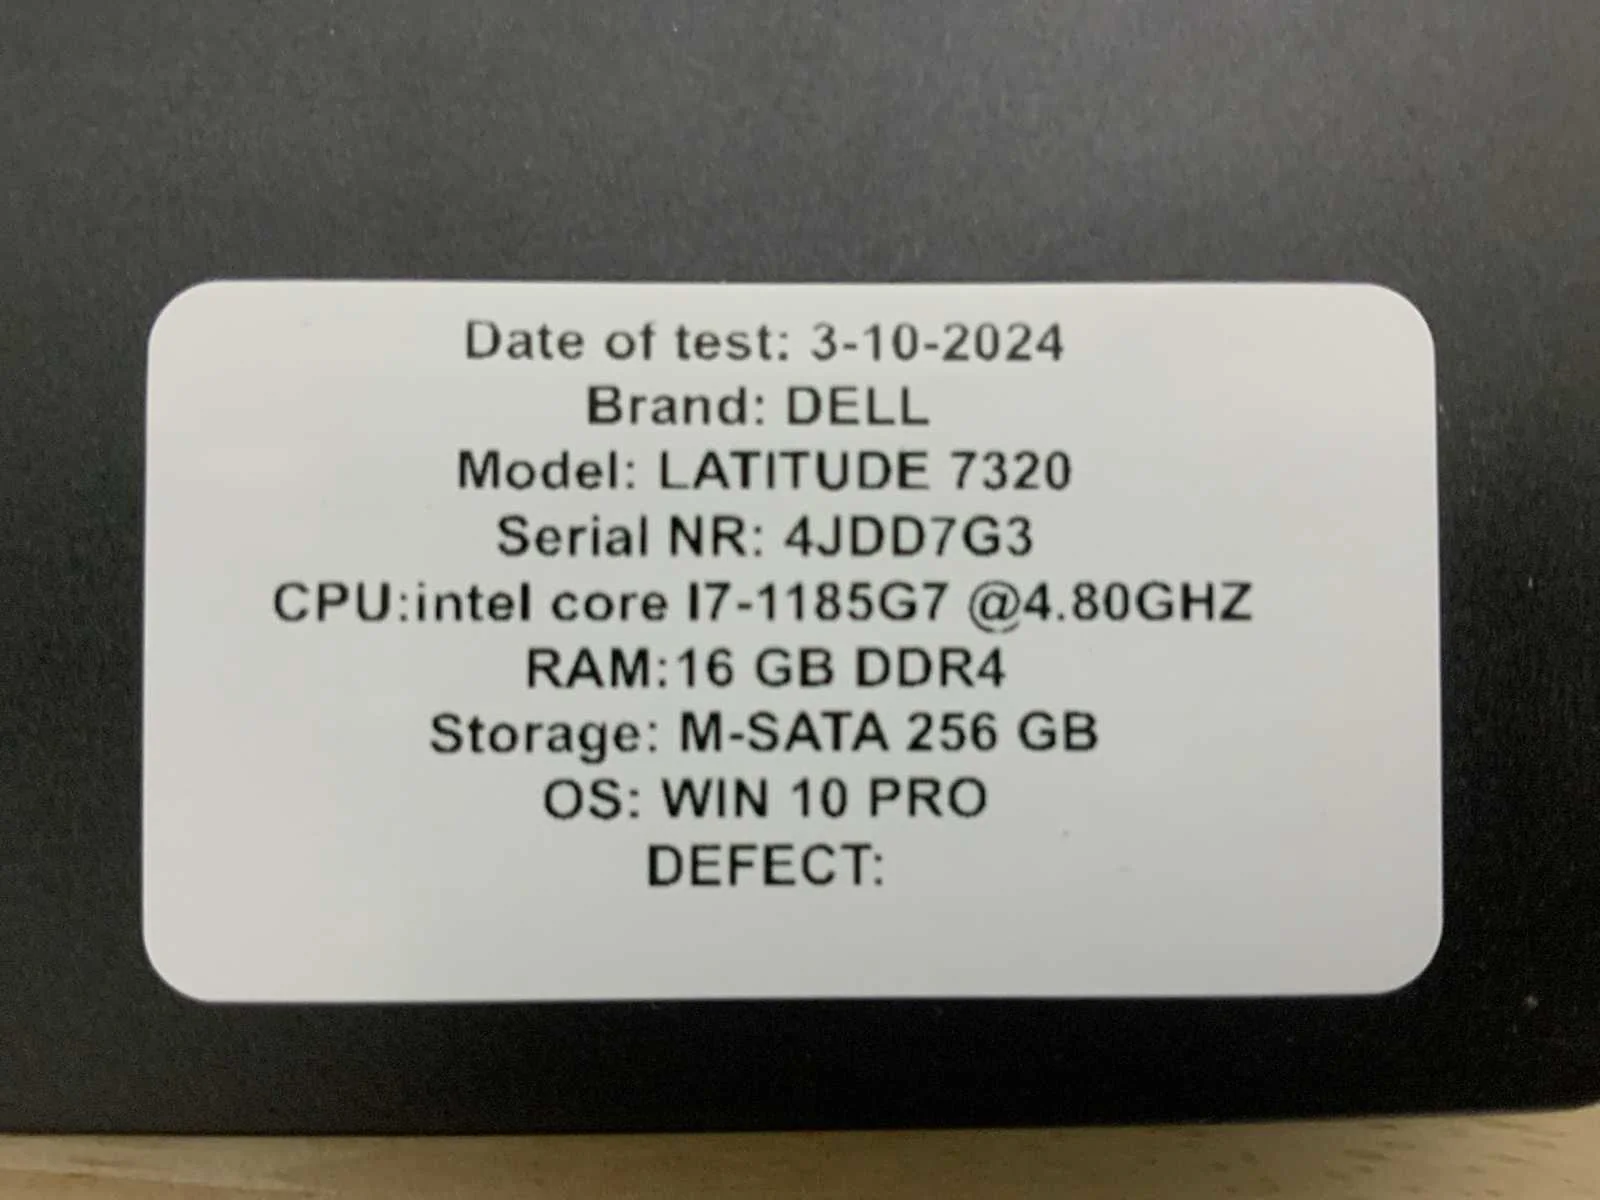 Date of test: 3-10-2024
Brand: DELL
Model: LATITUDE 7320
Serial NR: 4JDD7G3
CPU:intel core I7-1185G7 @4.80GHZ
RAM:16 GB DDR4
Storage: M-SATA 256 GB
OS: WIN 10 PRO
DEFECT: